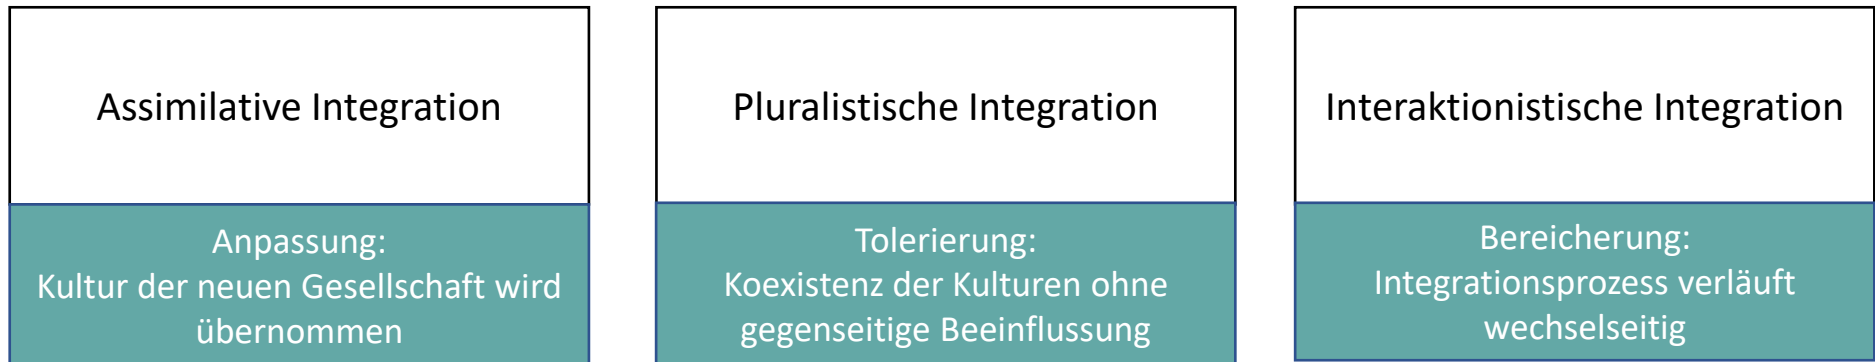 Assimilative Integration
Anpassung:
Kultur der neuen Gesellschaft wird
übernommen
Pluralistische Integration
Tolerierung:
Koexistenz der Kulturen ohne
gegenseitige Beeinflussung
Interaktionistische Integration
Bereicherung:
Integrationsprozess verläuft
wechselseitig